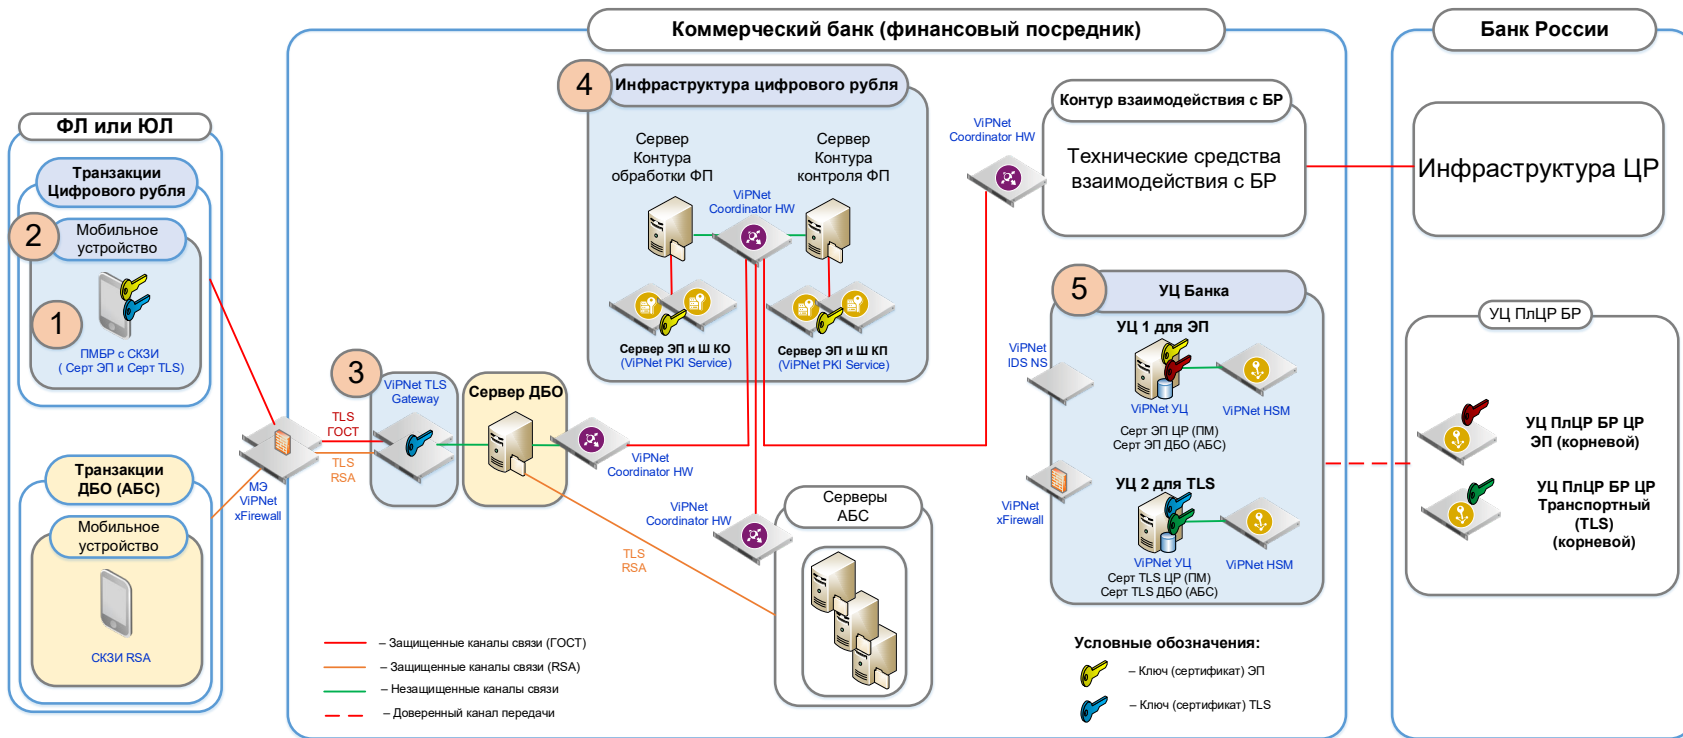 Коммерческий банк (финансовый посредник)
Банк России
ФЛ или ЮЛ
Транзакции
Цифрового рубля
2
Мобильное
устройство
1
ПМБР с СКЗИ
( Серт ЭП и Серт TLS)
Транзакции
ДБО (АБС)
Мобильное
устройство
СКЗИ RSA
МЭ
ViPNet
xFirewall
TLS
ГОСТ
TLS
RSA
3
ViPNet TLS
Gateway
Сервер ДБО
ViPNet
Coordinator HW
4
Инфраструктура цифрового рубля
Сервер
Контура
обработки ФП
Сервер
Контура
контроля ФП
ViPNet
Coordinator HW
Сервер ЭП и Ш КО
(ViPNet PKI Service)
Сервер ЭП и Ш КП
(ViPNet PKI Service)
ViPNet
Coordinator HW
Контур взаимодействия с БР
Технические средства
взаимодействия с БР
Инфраструктура ЦР
ViPNet
Coordinator HW
TLS
RSA
Серверы
АБС
5
УЦ Банка
ViPNet
IDS NS
УЦ 1 для ЭП
ViPNet УЦ
ViPNet HSM
Серт ЭП ЦР (ПМ)
Серт ЭП ДБО (АБС)
ViPNet
xFirewall
УЦ 2 для TLS
ViPNet УЦ
ViPNet HSM
Серт TLS ЦР (ПМ)
Серт TLS ДБО (АБС)
УЦ ПлЦР БР
УЦ ПлЦР БР ЦР
ЭП (корневой)
УЦ ПлЦР БР ЦР
Транспортный
(TLS)
(корневой)
– Защищенные каналы связи (ГОСТ)
– Защищенные каналы связи (RSA)
– Незащищенные каналы связи
– Доверенный канал передачи
Условные обозначения:
– Ключ (сертификат) ЭП
– Ключ (сертификат) TLS